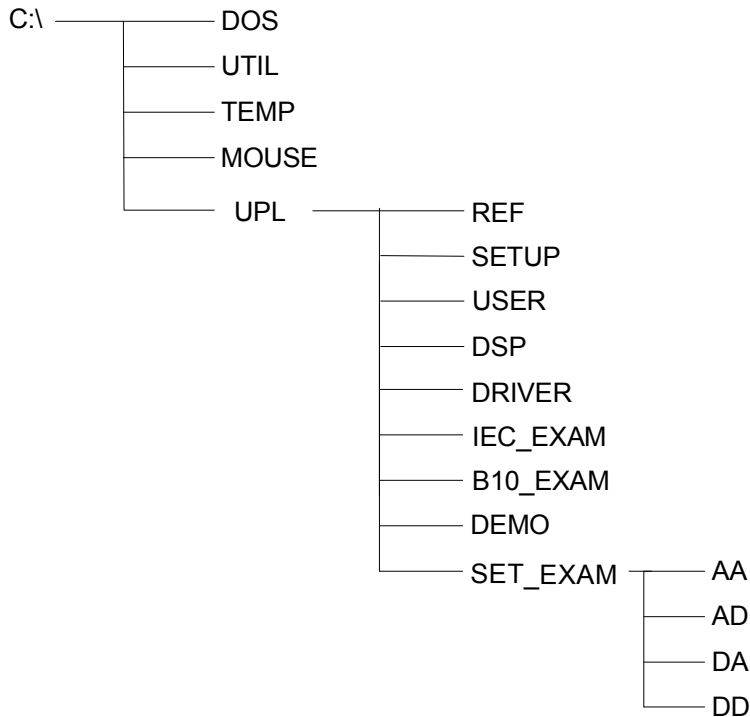 C:\ DOS
UTIL
TEMP
MOUSE
UPL REF
SETUP
USER
DSP
DRIVER
IEC_EXAM
B10_EXAM
DEMO
SET_EXAM AA
AD
DA
DD